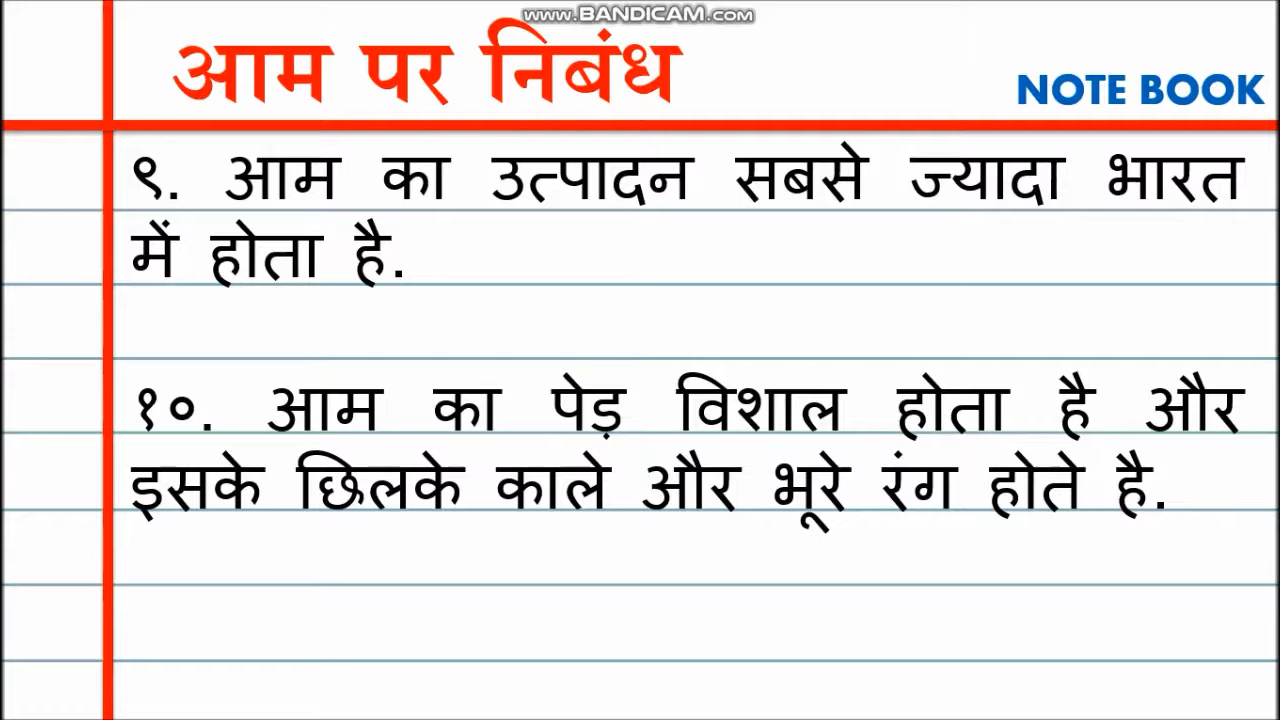 www.BANDICAM.com
आम पर निबंध
NOTE BOOK
९. आम का उत्पादन सबसे ज्यादा भारत
में होता है.
१०. आम का पेड़ विशाल होता है और
इसके छिलके काले और भूरे रंग होते है.